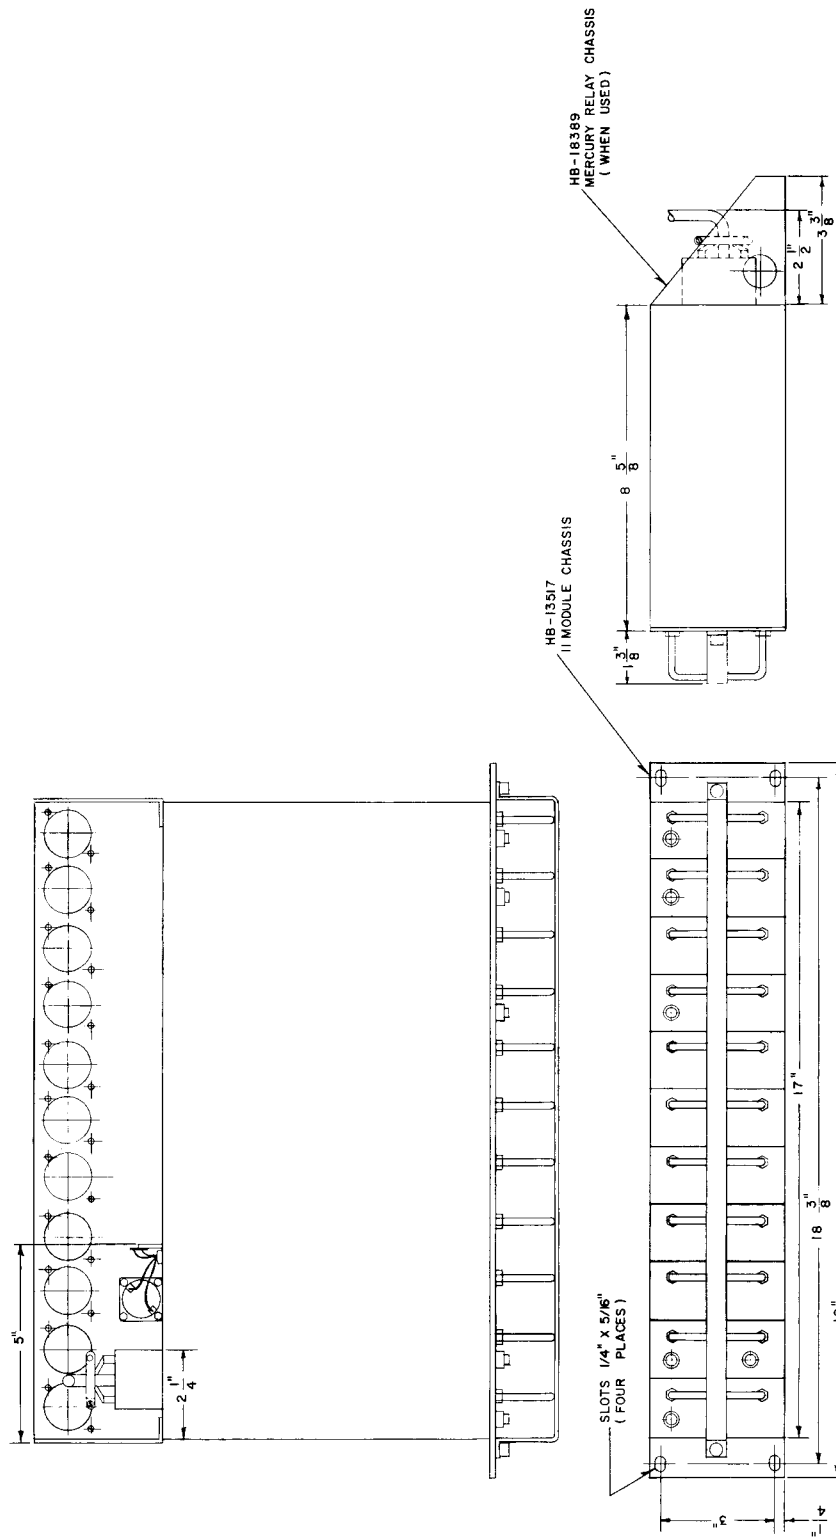 HB-18389
MERCURY RELAY CHASSIS
( WHEN USED )
2 1/2"
3 3/8"
8 5/8"
1 3/8"
HB-13517
11 MODULE CHASSIS
5"
2 1/4"
SLOTS 1/4" X 5/16"
( FOUR PLACES )
17"
18 3/8"
3"
1/4"